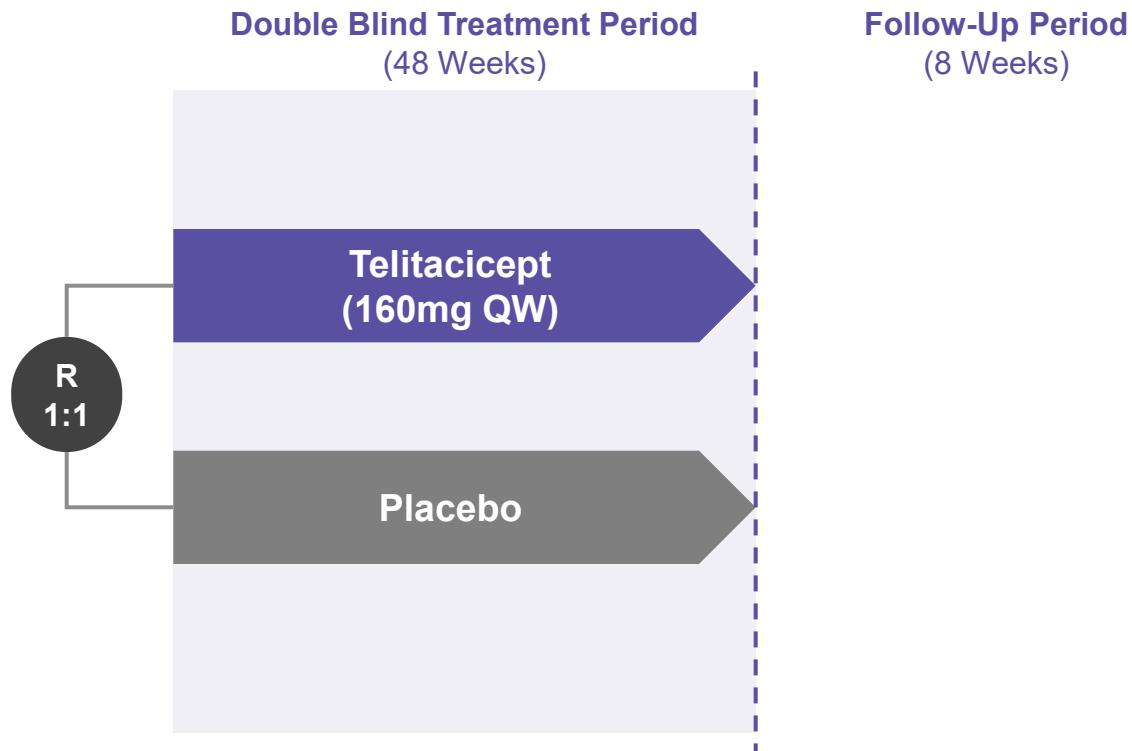 Double Blind Treatment Period
(48 Weeks)
Follow-Up Period
(8 Weeks)
Telitacicept
(160mg QW)
R
1:1
Placebo